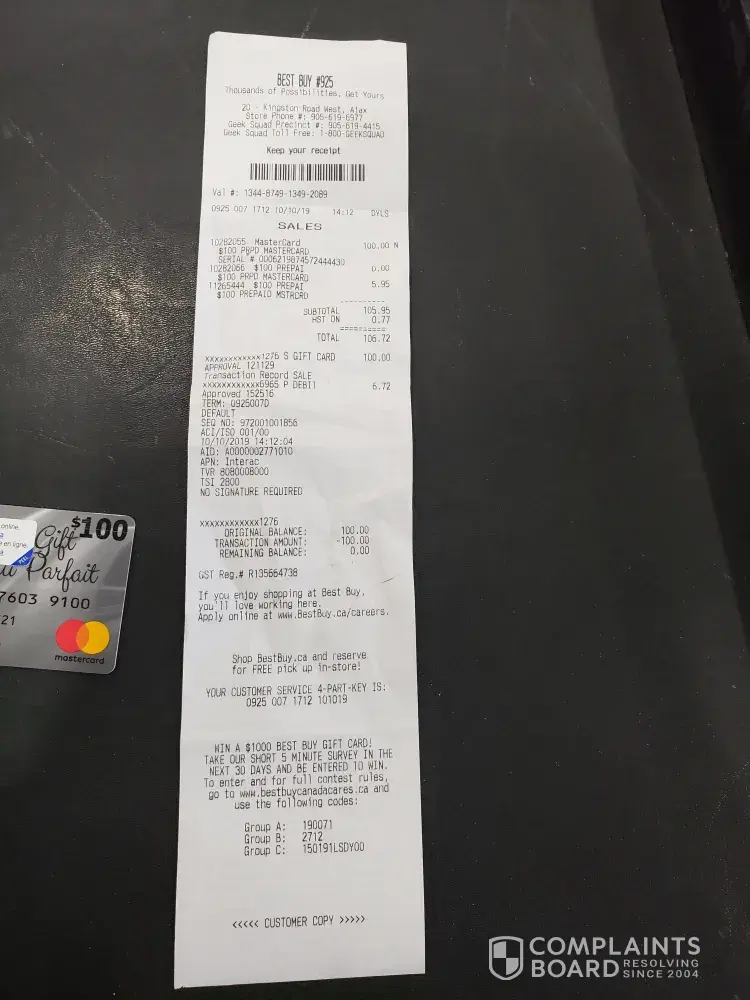 BEST BUY #925
Thousands of Possibilities, Get Yours
20 - Kingston Road West, Ajax
Store Phone #: 905-619-6977
Geek Squad Precinct #: 905-619-4415
Geek Squad Toll Free: 1-800-GEEKSQUAD
Keep your receipt
Val #: 1344-8749-1349-2089
0925 007 1712 10/10/19 14:12 DYLS
SALES
10282055 MasterCard 100.00 N
$100 PRPD MASTERCARD
SERIAL # 0006219874572444430
10282066 $100 PREPAI 0.00
$100 PRPD MASTERCARD
11265444 $100 PREPAI 5.95
$100 PREPAID MSTRCRD
----------
SUBTOTAL 105.95
HST ON 0.77
==========
TOTAL 106.72
xxxxxxxxxxxx1276 S GIFT CARD 100.00
APPROVAL 121129
Transaction Record SALE
xxxxxxxxxxxx6965 P DEBIT 6.72
Approved 152516
TERM: 0925007D
DEFAULT
SEQ NO: 972001001856
ACI/ISO 001/00
10/10/2019 14:12:04
AID: A0000002771010
APN: Interac
TVR 8080008000
TSI 2800
NO SIGNATURE REQUIRED
xxxxxxxxxxxx1276
ORIGINAL BALANCE: 100.00
TRANSACTION AMOUNT: -100.00
REMAINING BALANCE: 0.00
GST Reg.# R135664738
If you enjoy shopping at Best Buy,
you'll love working here.
Apply online at www.BestBuy.ca/careers.
Shop BestBuy.ca and reserve
for FREE pick up in-store!
YOUR CUSTOMER SERVICE 4-PART-KEY IS:
0925 007 1712 101019
WIN A $1000 BEST BUY GIFT CARD!
TAKE OUR SHORT 5 MINUTE SURVEY IN THE
NEXT 30 DAYS AND BE ENTERED TO WIN.
To enter and for full contest rules,
go to www.bestbuycanadacares.ca and
use the following codes:
Group A: 190071
Group B: 2712
Group C: 150191LSDYOO
<<<<< CUSTOMER COPY >>>>>
online.
en ligne.
$100
Gift
Parfait
7603 9100
21
mastercard
COMPLAINTS
BOARD RESOLVING
SINCE 2004